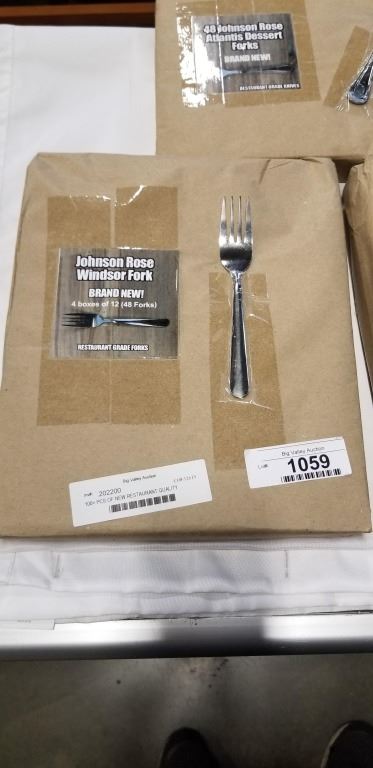 48 Johnson Rose
Atlantis Dessert
Forks
BRAND NEW!
RESTAURANT GRADE KNIVES
Johnson Rose
Windsor Fork
BRAND NEW!
4 boxes of 12 (48 Forks)
RESTAURANT GRADE FORKS
Big Valley Auction
202200
100+ PCS OF NEW RESTAURANT QUALITY
Big Valley Auction
Lot#: 1059